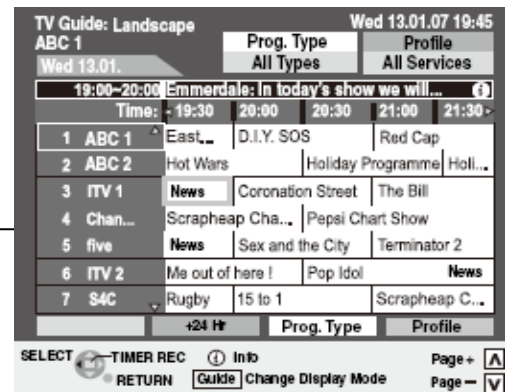 TV Guide: Landscape Wed 13.01.07 19:45
ABC 1 Prog. Type Profile
Wed 13.01. All Types All Services
19:00~20:00 Emmerdale: In today's show we will... i
Time: 19:30 20:00 20:30 21:00 21:30
1 ABC 1 East... D.I.Y. SOS Red Cap
2 ABC 2 Hot Wars Holiday Programme Holi...
3 ITV 1 News Coronation Street The Bill
4 Chan... Scrapheap Cha... Pepsi Chart Show
5 five News Sex and the City Terminator 2
6 ITV 2 Me out of here ! Pop Idol News
7 S4C Rugby 15 to 1 Scrapheap C...
+24 Hr Prog. Type Profile
SELECT TIMER REC i Info Page +
RETURN Guide Change Display Mode Page −